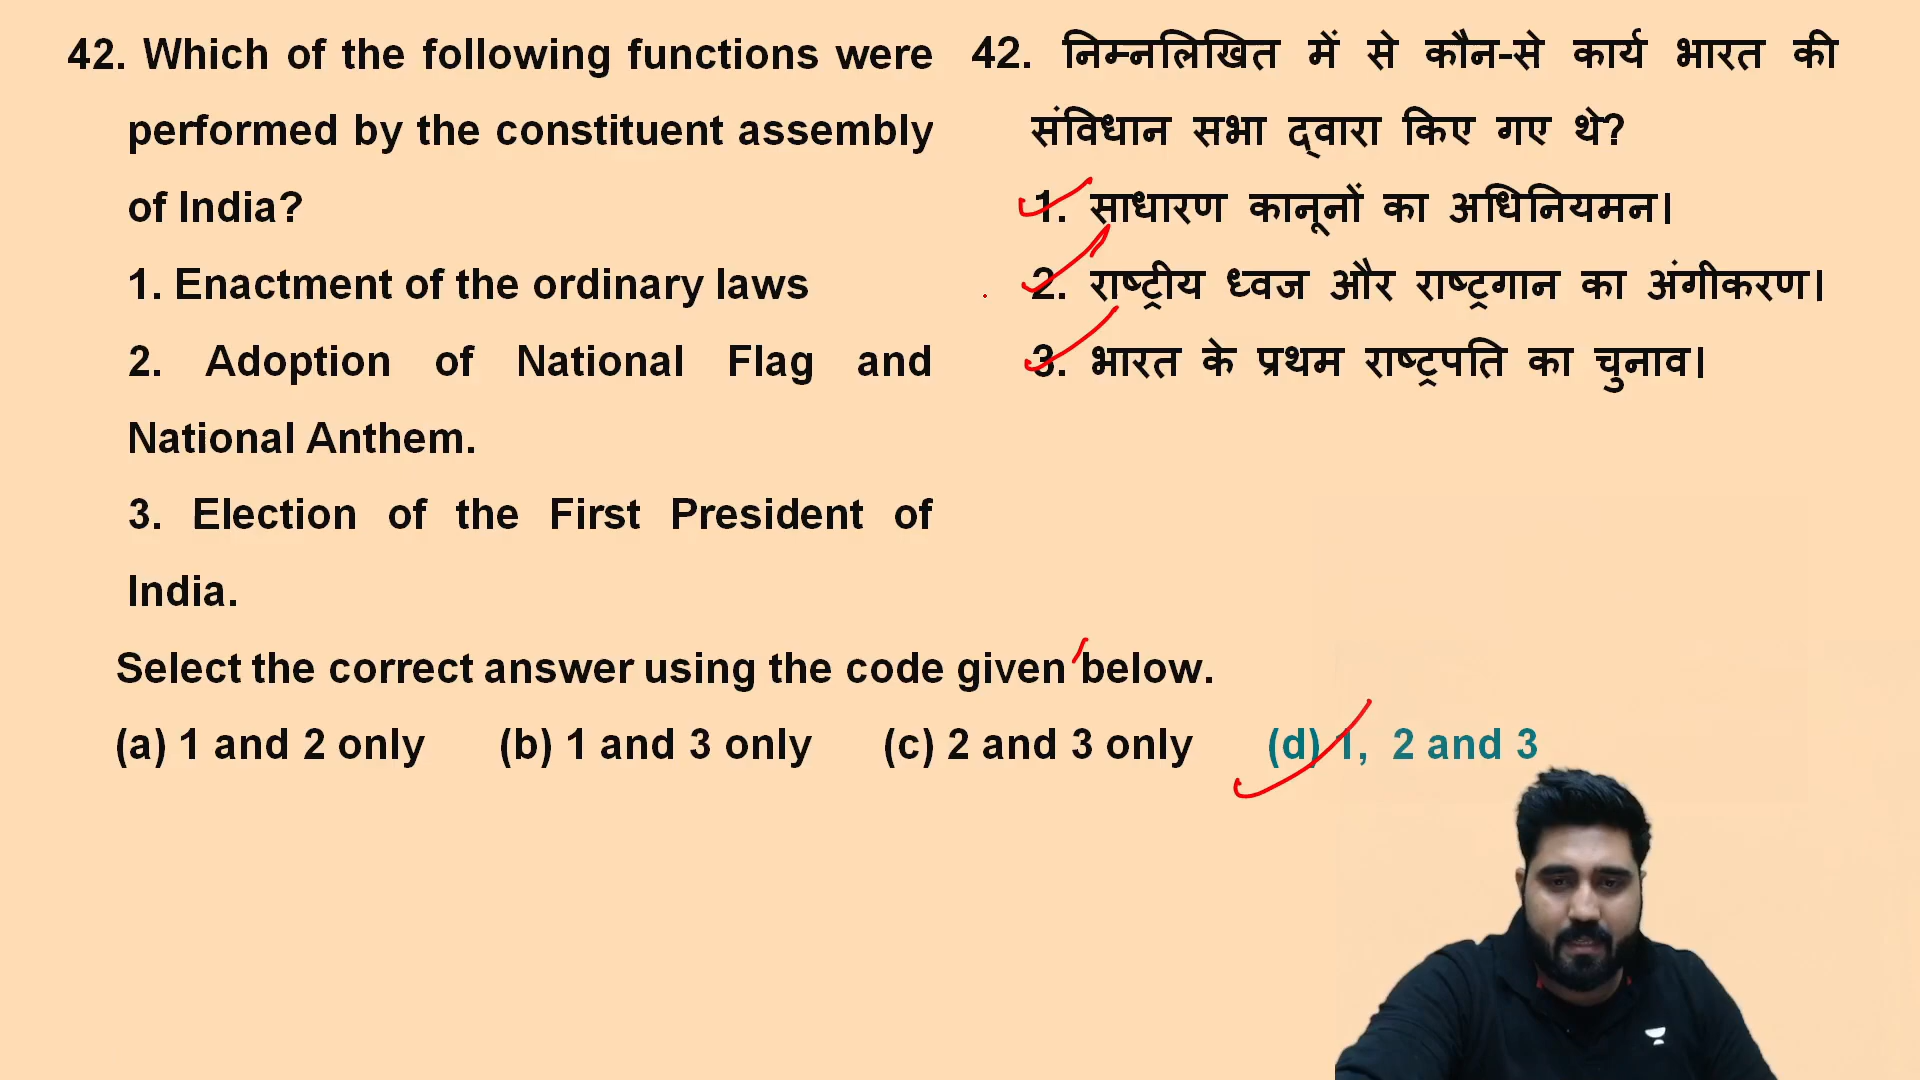 42. Which of the following functions were
performed by the constituent assembly
of India?
1. Enactment of the ordinary laws
2. Adoption of National Flag and
National Anthem.
3. Election of the First President of
India.
42. निम्नलिखित में से कौन-से कार्य भारत की
संविधान सभा द्वारा किए गए थे?
1. साधारण कानूनों का अधिनियमन।
2. राष्ट्रीय ध्वज और राष्ट्रगान का अंगीकरण।
3. भारत के प्रथम राष्ट्रपति का चुनाव।
Select the correct answer using the code given below.
(a) 1 and 2 only (b) 1 and 3 only (c) 2 and 3 only (d) 1, 2 and 3